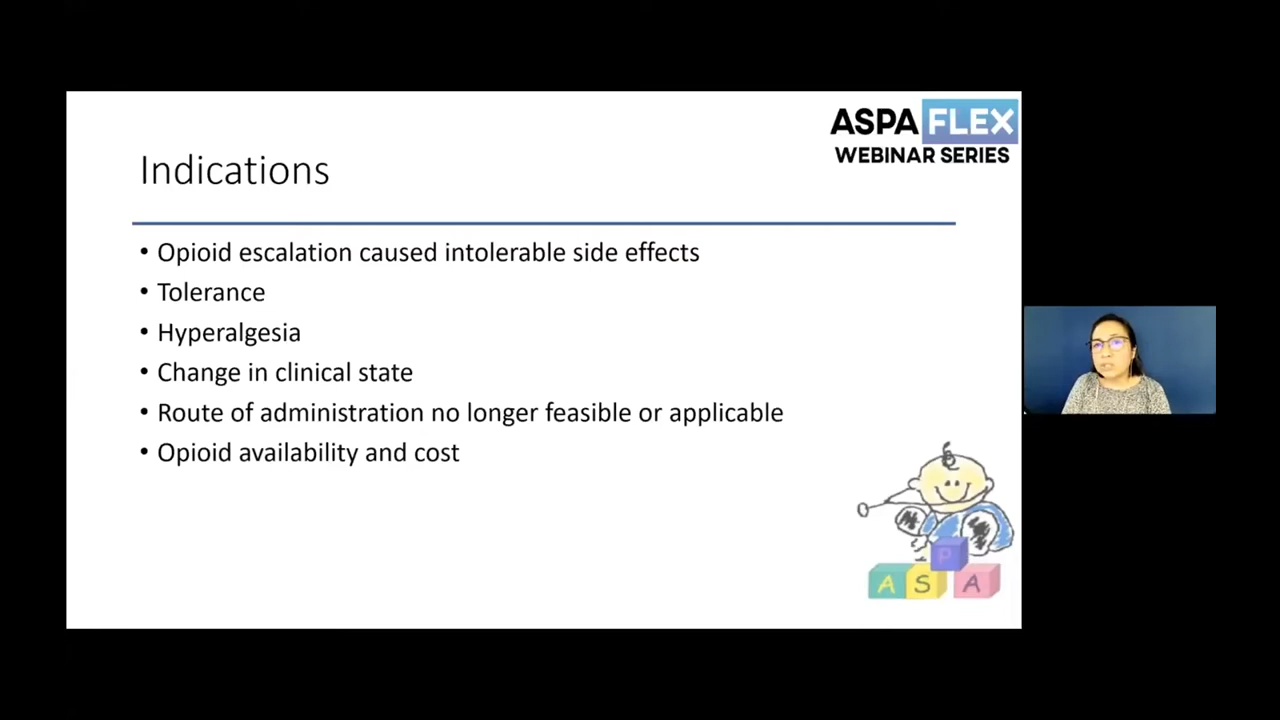 ASPA FLEX
WEBINAR SERIES
Indications
• Opioid escalation caused intolerable side effects
• Tolerance
• Hyperalgesia
• Change in clinical state
• Route of administration no longer feasible or applicable
• Opioid availability and cost
P
A S A